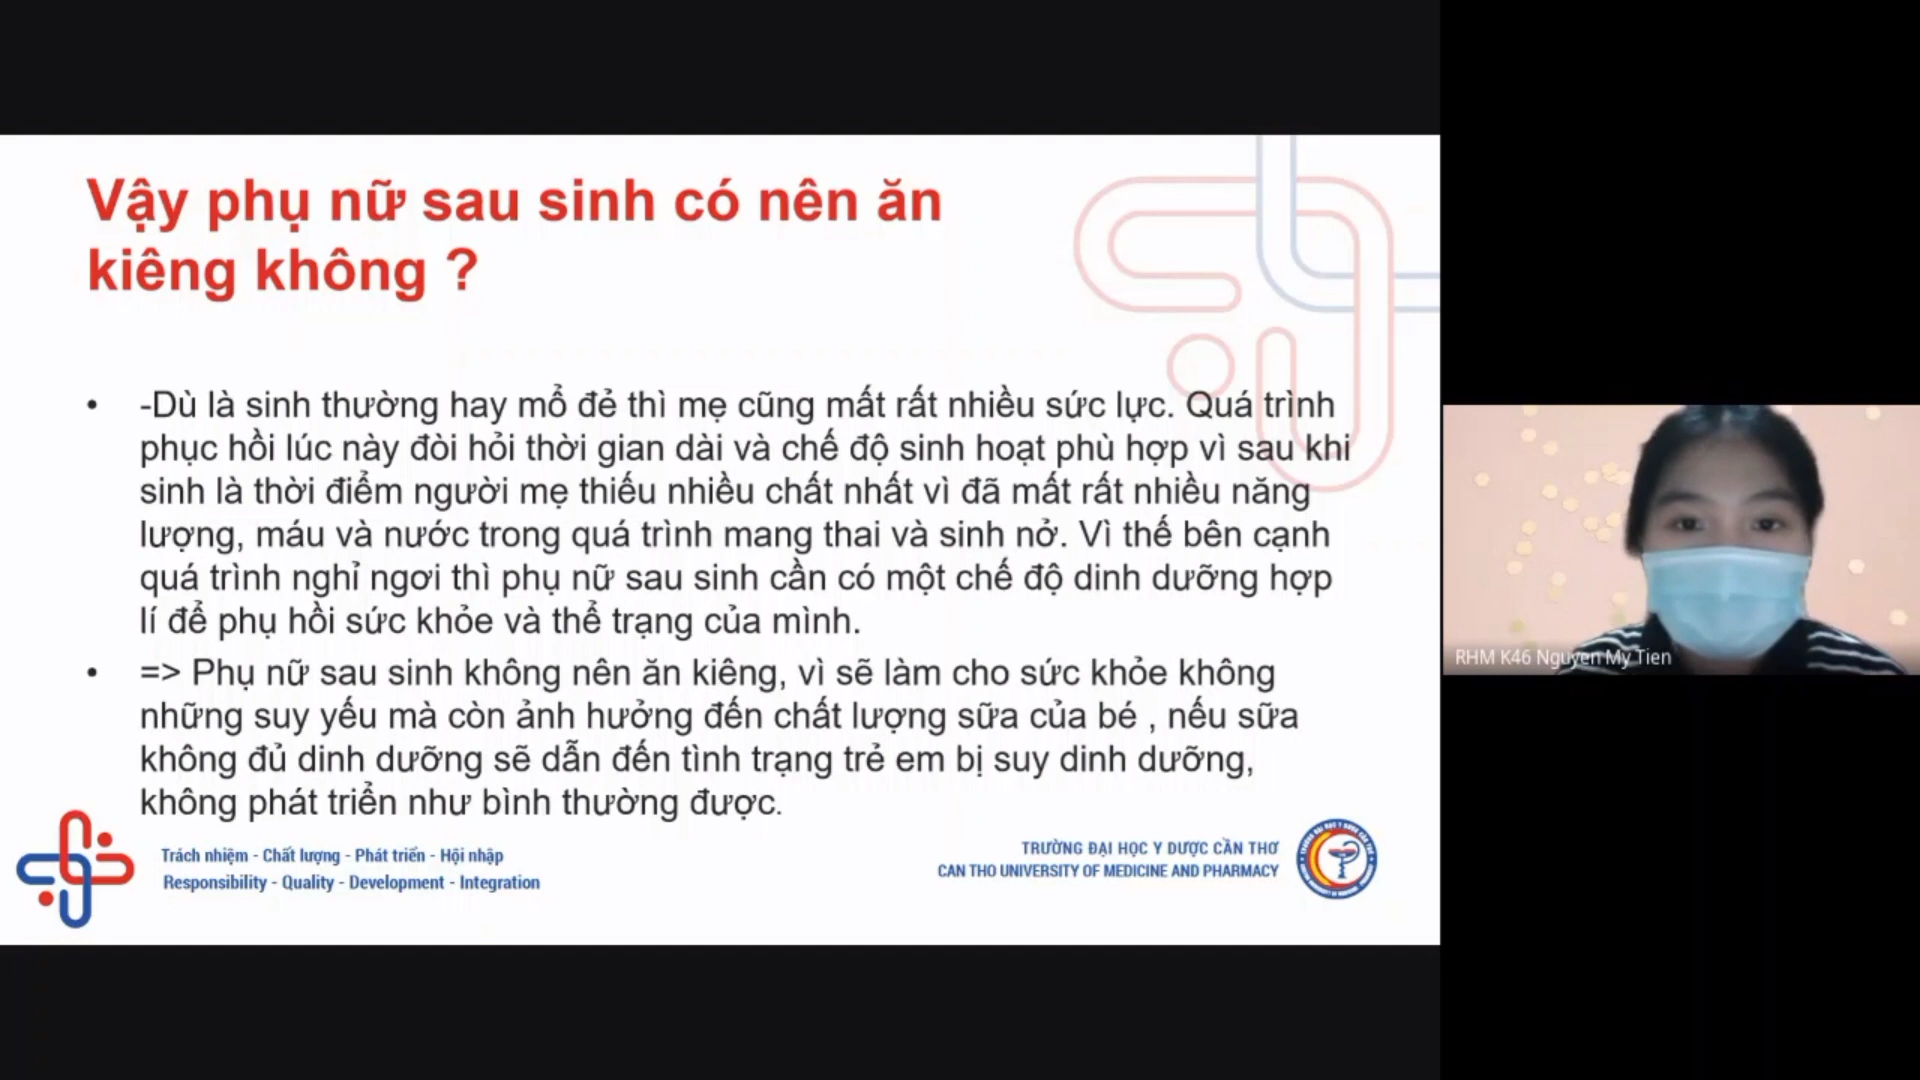 Vậy phụ nữ sau sinh có nên ăn
kiêng không ?
• -Dù là sinh thường hay mổ đẻ thì mẹ cũng mất rất nhiều sức lực. Quá trình
phục hồi lúc này đòi hỏi thời gian dài và chế độ sinh hoạt phù hợp vì sau khi
sinh là thời điểm người mẹ thiếu nhiều chất nhất vì đã mất rất nhiều năng
lượng, máu và nước trong quá trình mang thai và sinh nở. Vì thế bên cạnh
quá trình nghỉ ngơi thì phụ nữ sau sinh cần có một chế độ dinh dưỡng hợp
lí để phụ hồi sức khỏe và thể trạng của mình.
• => Phụ nữ sau sinh không nên ăn kiêng, vì sẽ làm cho sức khỏe không
những suy yếu mà còn ảnh hưởng đến chất lượng sữa của bé , nếu sữa
không đủ dinh dưỡng sẽ dẫn đến tình trạng trẻ em bị suy dinh dưỡng,
không phát triển như bình thường được.
Trách nhiệm - Chất lượng - Phát triển - Hội nhập
Responsibility - Quality - Development - Integration
TRƯỜNG ĐẠI HỌC Y DƯỢC CẦN THƠ
CAN THO UNIVERSITY OF MEDICINE AND PHARMACY
RHM K46 Nguyen My Tien